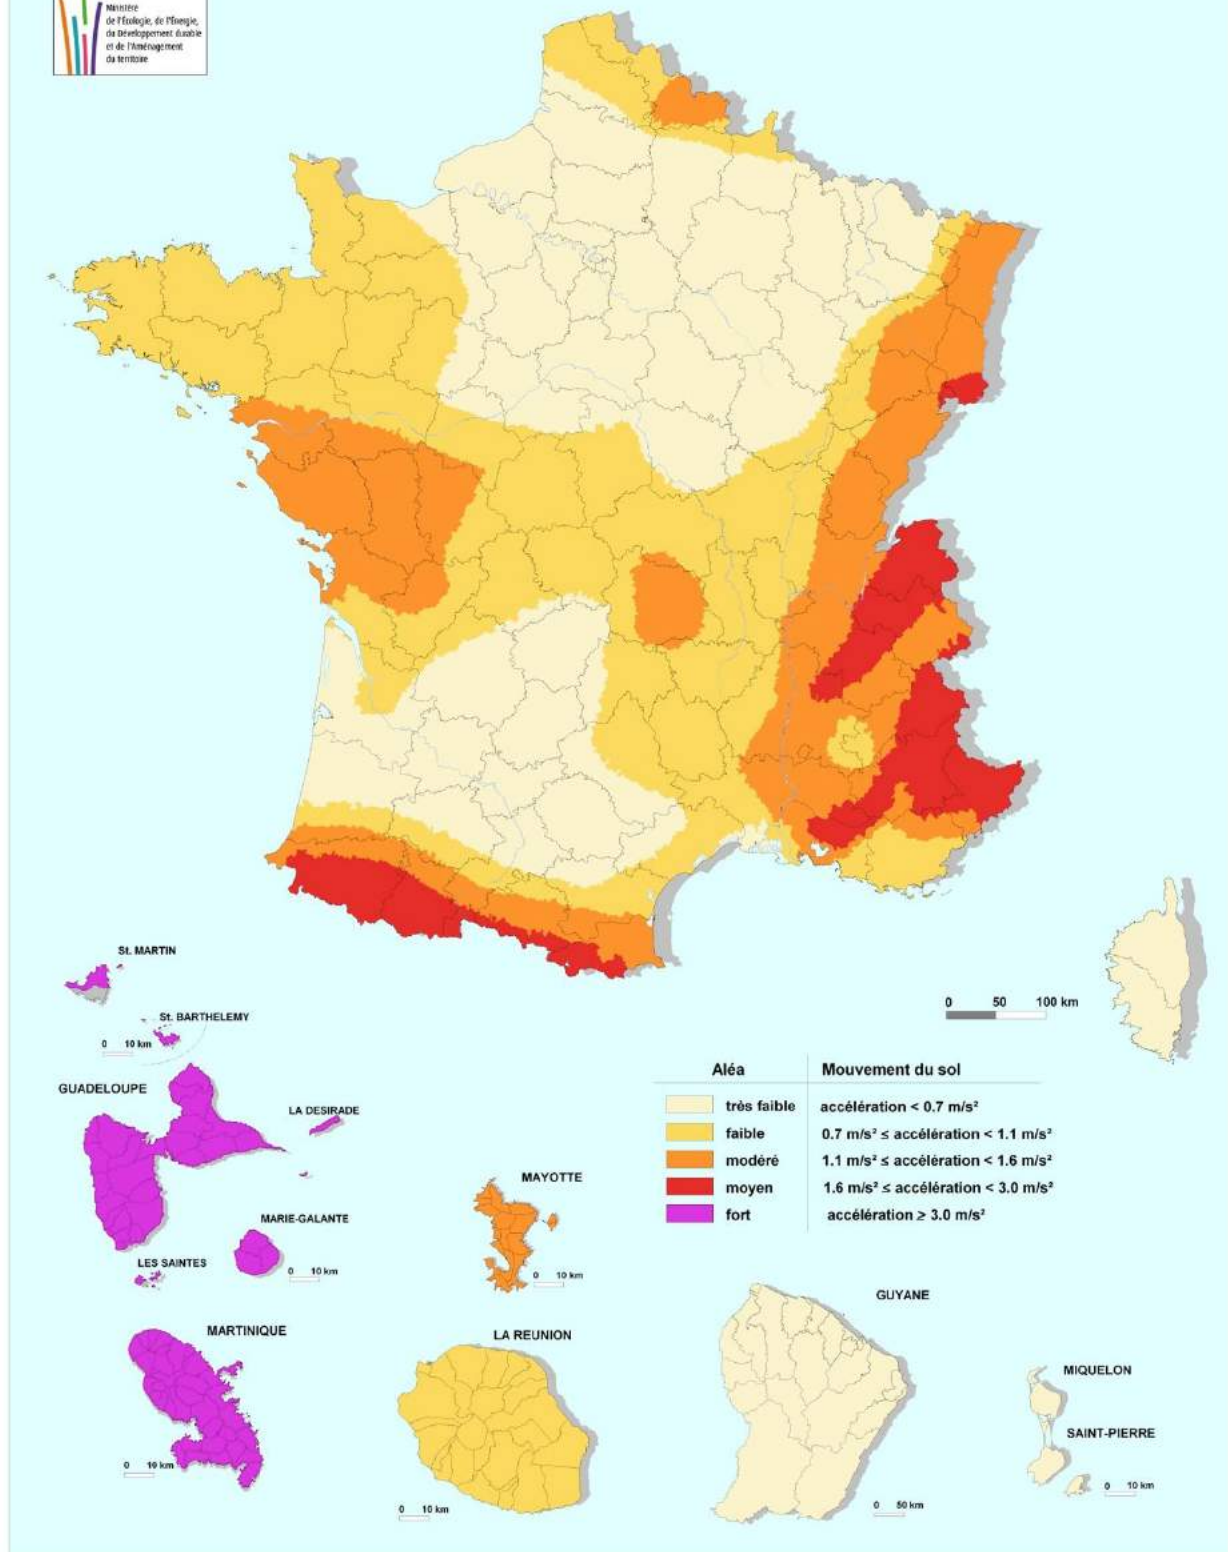 Ministère
de l'Écologie, de l'Énergie,
du Développement durable
et de l'Aménagement
du territoire
St. MARTIN
St. BARTHELEMY
0 10 km
GUADELOUPE
LA DESIRADE
MARIE-GALANTE
0 10 km
LES SAINTES
MARTINIQUE
0 10 km
MAYOTTE
0 10 km
LA REUNION
0 10 km
0 50 100 km
Aléa Mouvement du sol
très faible accélération < 0.7 m/s²
faible 0.7 m/s² ≤ accélération < 1.1 m/s²
modéré 1.1 m/s² ≤ accélération < 1.6 m/s²
moyen 1.6 m/s² ≤ accélération < 3.0 m/s²
fort accélération ≥ 3.0 m/s²
GUYANE
0 50 km
MIQUELON
SAINT-PIERRE
0 10 km